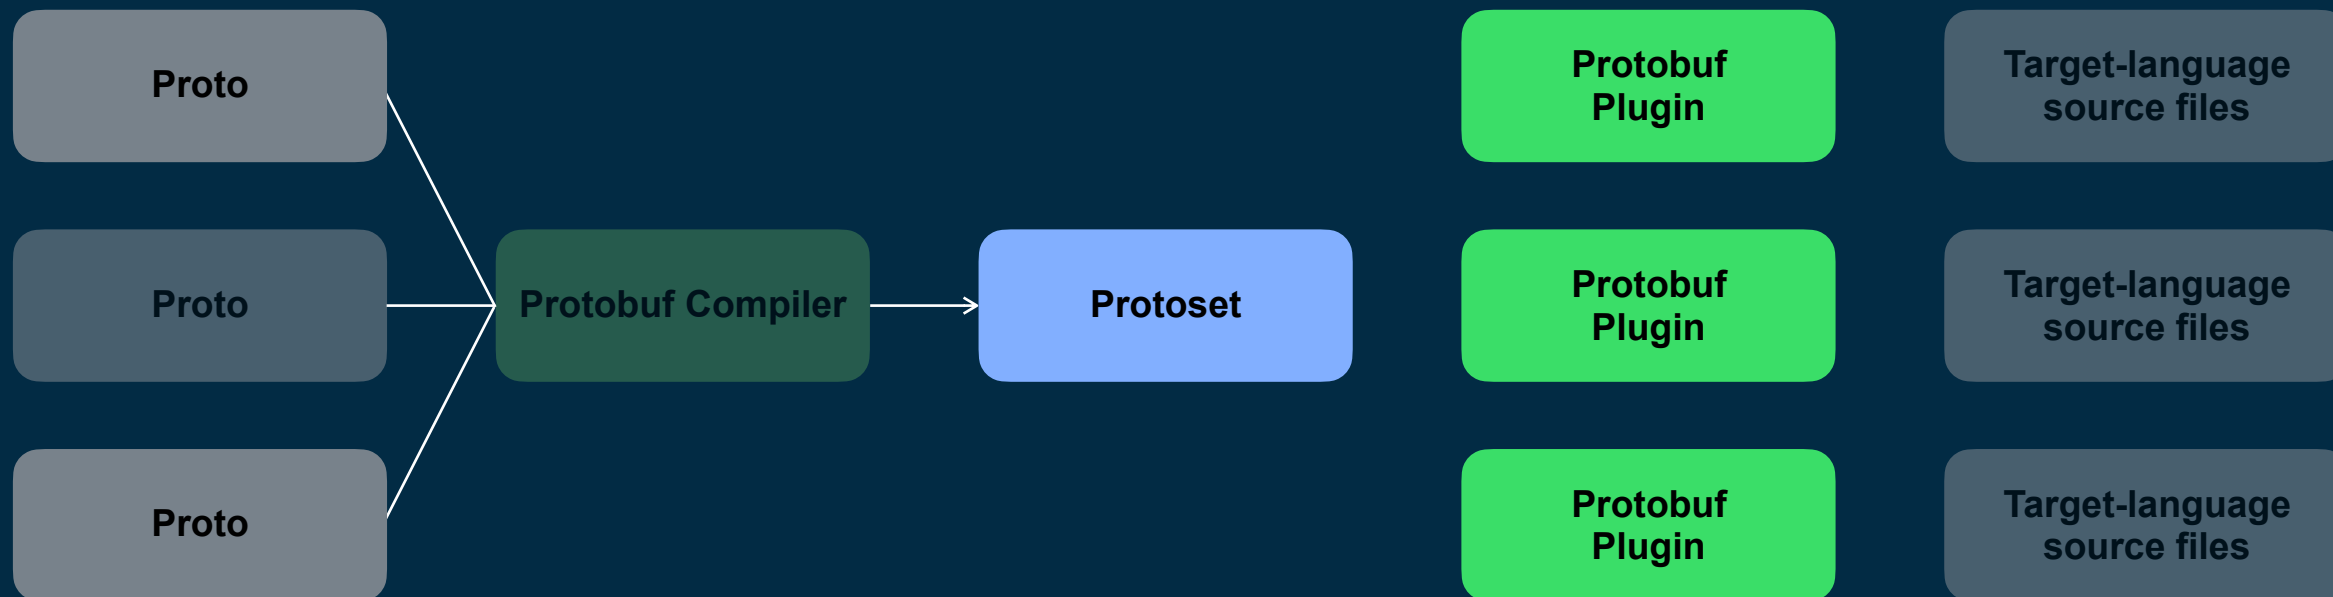 Proto
Protobuf
Plugin
Target-language
source files
Proto
Protobuf Compiler
Protoset
Protobuf
Plugin
Target-language
source files
Proto
Protobuf
Plugin
Target-language
source files